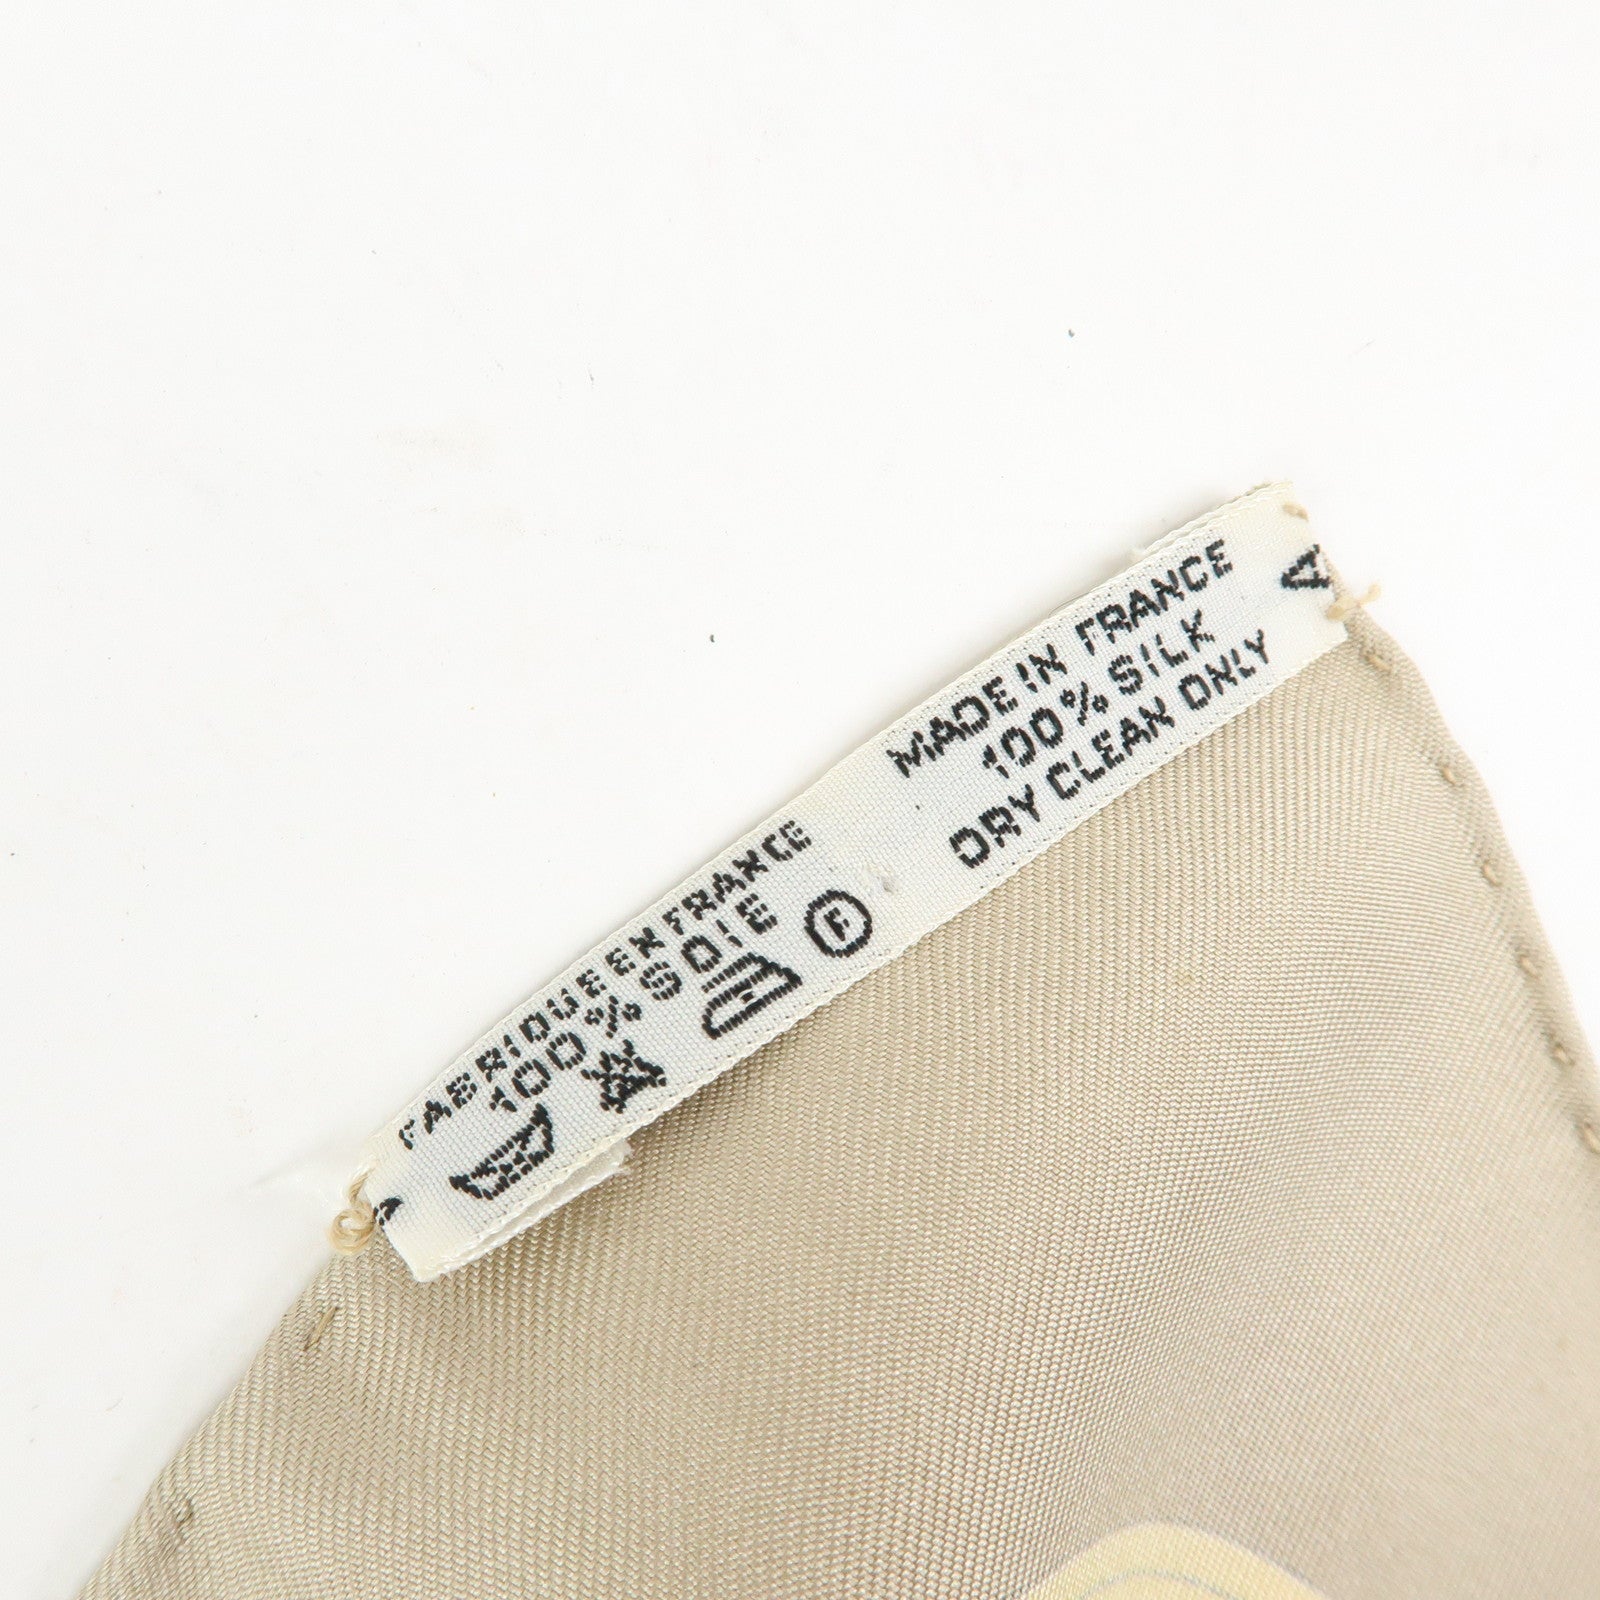 FABRIQUE EN FRANCE
100% SOIE
F
MADE IN FRANCE
100% SILK
DRY CLEAN ONLY
A